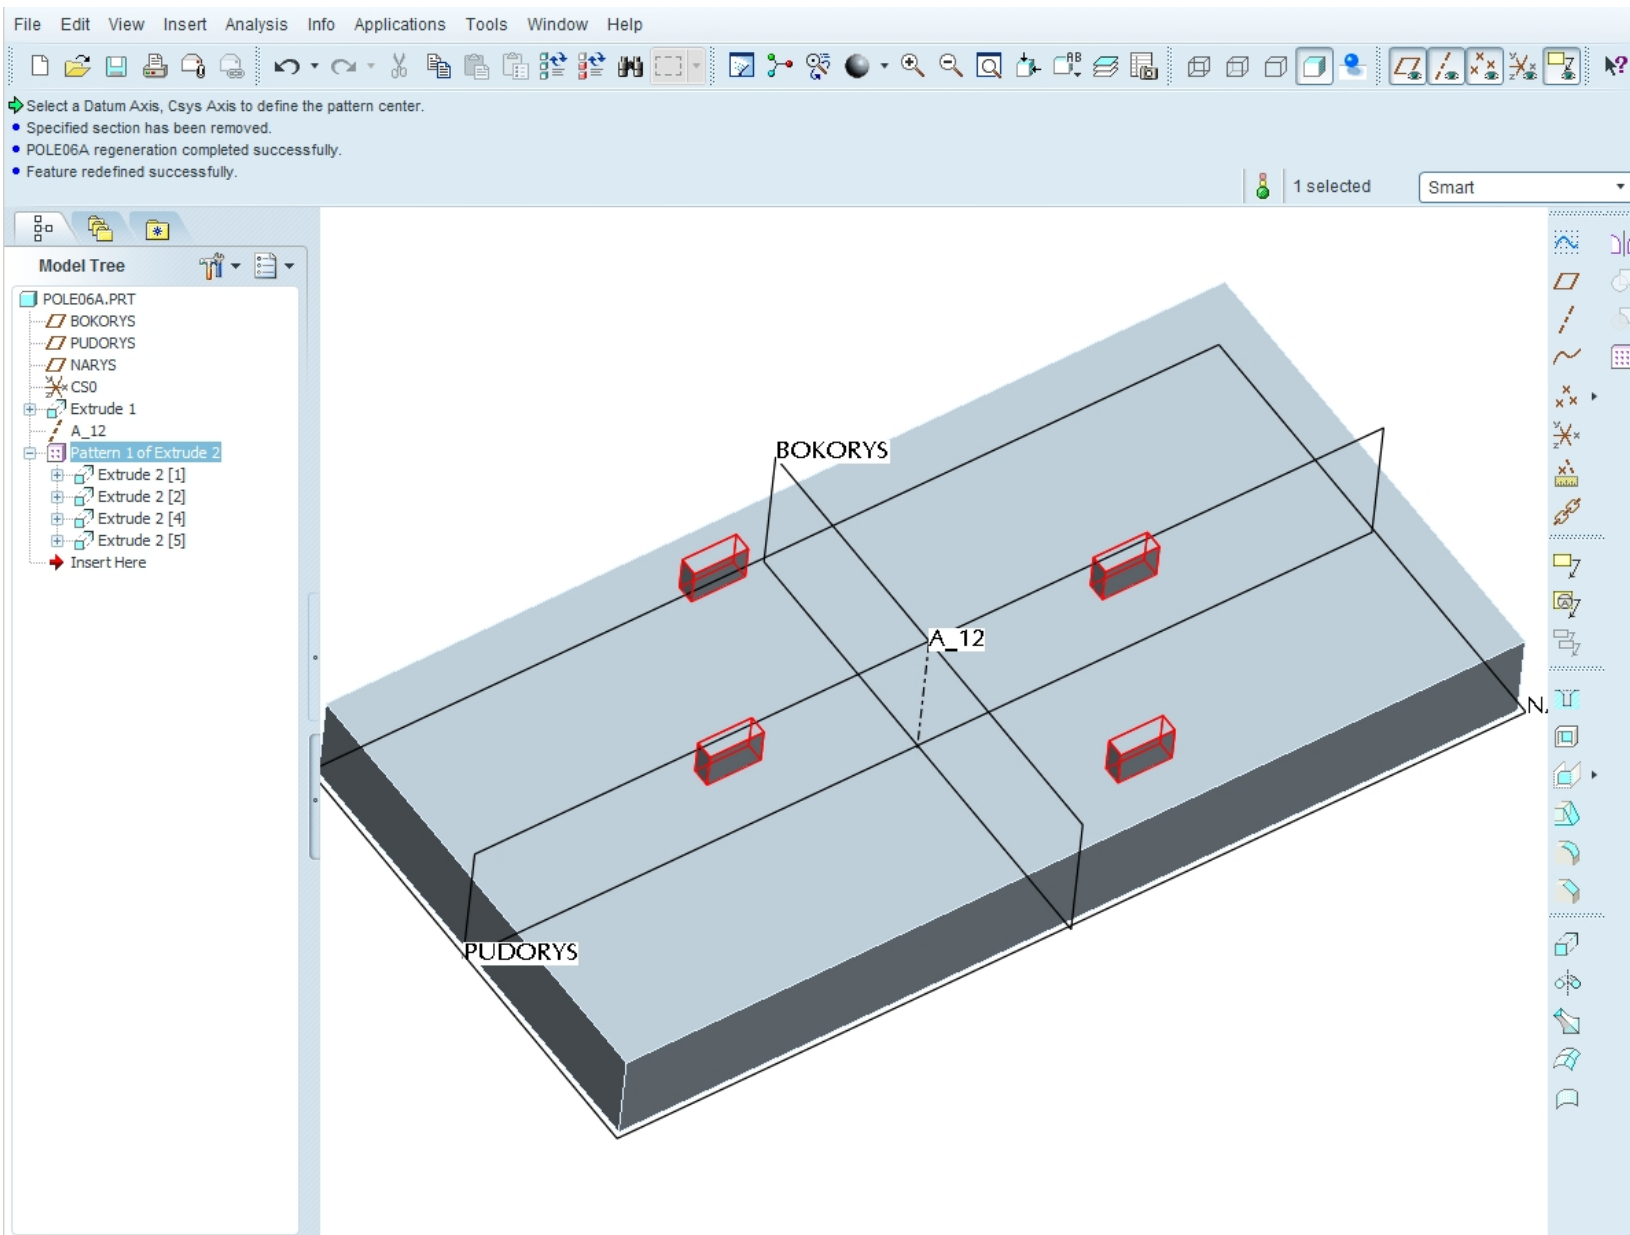 File Edit View Insert Analysis Info Applications Tools Window Help
Select a Datum Axis, Csys Axis to define the pattern center.
Specified section has been removed.
POLE06A regeneration completed successfully.
Feature redefined successfully.
1 selected Smart
Model Tree
POLE06A.PRT
BOKORYS
PUDORYS
NARYS
CS0
Extrude 1
A_12
Pattern 1 of Extrude 2
Extrude 2 [1]
Extrude 2 [2]
Extrude 2 [4]
Extrude 2 [5]
Insert Here
BOKORYS
A_12
PUDORYS